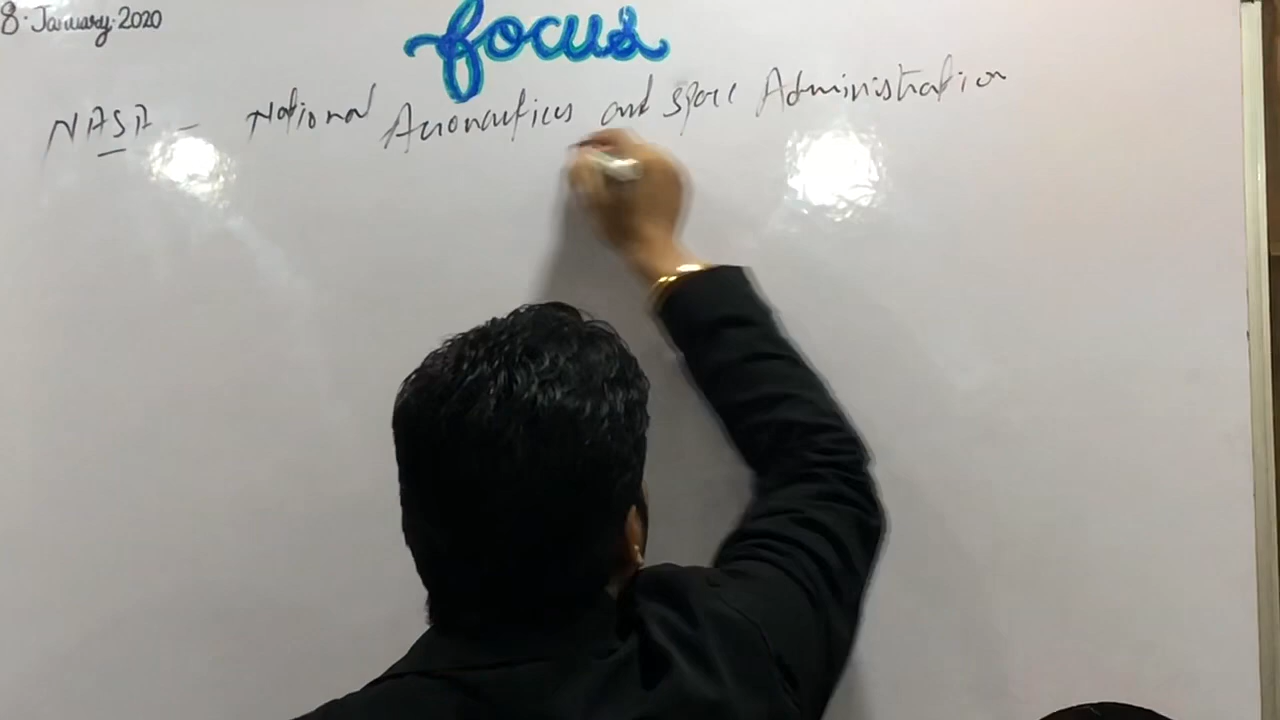 8. January. 2020
focus
NASA - National Aeronautics and space Administration